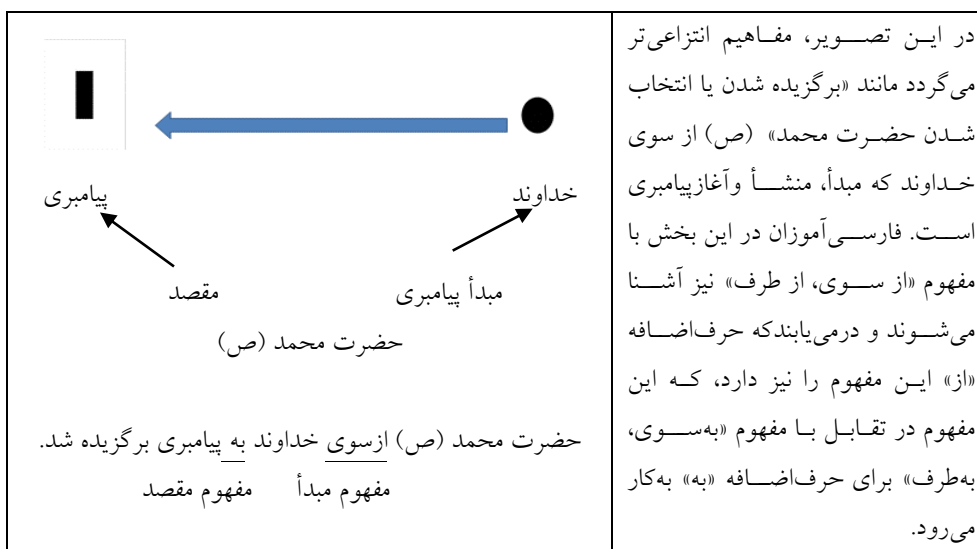 در این تصویر، مفاهیم انتزاعی‌تر
می‌گردد مانند «برگزیده شدن یا انتخاب
شدن حضرت محمد» (ص) از سوی
خداوند که مبدأ، منشأ وآغازپیامبری
است. فارسی‌آموزان در این بخش با
مفهوم «از سوی، از طرف» نیز آشنا
می‌شوند و درمی‌یابندکه حرف‌اضافه
«از» این مفهوم را نیز دارد، که این
مفهوم در تقابل با مفهوم «به‌سوی،
به‌طرف» برای حرف‌اضافه «به» به‌کار
می‌رود.
خداوند پیامبری
مبدأ پیامبری مقصد
حضرت محمد (ص)
حضرت محمد (ص) ازسوی خداوند به پیامبری برگزیده شد.
مفهوم مبدأ مفهوم مقصد